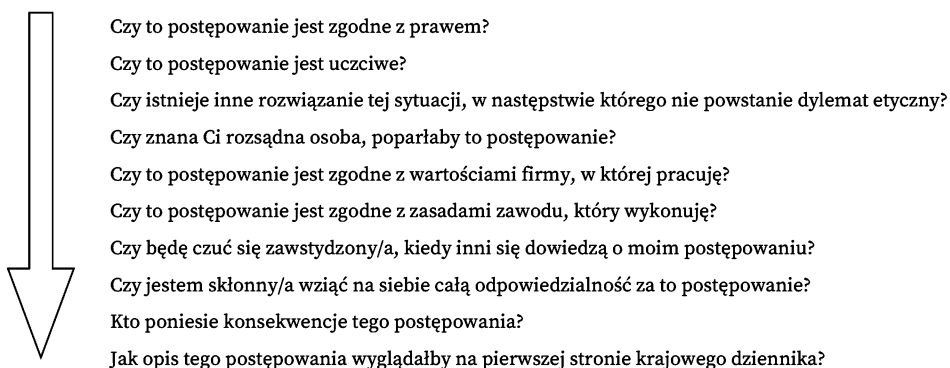 Czy to postępowanie jest zgodne z prawem?
Czy to postępowanie jest uczciwe?
Czy istnieje inne rozwiązanie tej sytuacji, w następstwie którego nie powstanie dylemat etyczny?
Czy znana Ci rozsądna osoba, poparłaby to postępowanie?
Czy to postępowanie jest zgodne z wartościami firmy, w której pracuję?
Czy to postępowanie jest zgodne z zasadami zawodu, który wykonuję?
Czy będę czuć się zawstydzony/a, kiedy inni się dowiedzą o moim postępowaniu?
Czy jestem skłonny/a wziąć na siebie całą odpowiedzialność za to postępowanie?
Kto poniesie konsekwencje tego postępowania?
Jak opis tego postępowania wyglądałby na pierwszej stronie krajowego dziennika?